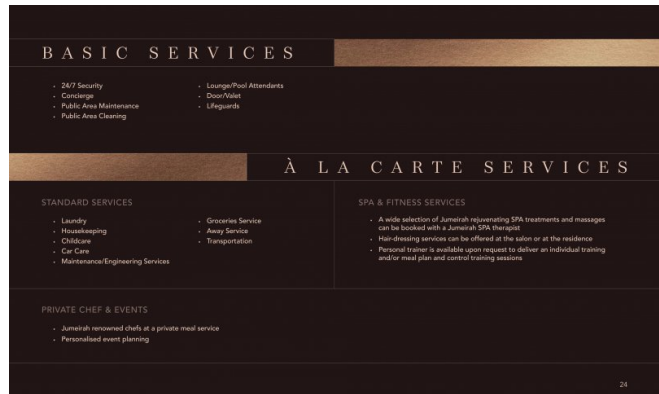 BASIC SERVICES
• 24/7 Security
• Concierge
• Public Area Maintenance
• Public Area Cleaning
• Lounge/Pool Attendants
• Door/Valet
• Lifeguards
À LA CARTE SERVICES
STANDARD SERVICES
• Laundry
• Housekeeping
• Childcare
• Car Care
• Maintenance/Engineering Services
• Groceries Service
• Away Service
• Transportation
SPA & FITNESS SERVICES
• A wide selection of Jumeirah rejuvenating SPA treatments and massages
can be booked with a Jumeirah SPA therapist
• Hair-dressing services can be offered at the salon or at the residence
• Personal trainer is available upon request to deliver an individual training
and/or meal plan and control training sessions
PRIVATE CHEF & EVENTS
• Jumeirah renowned chefs at a private meal service
• Personalised event planning
24